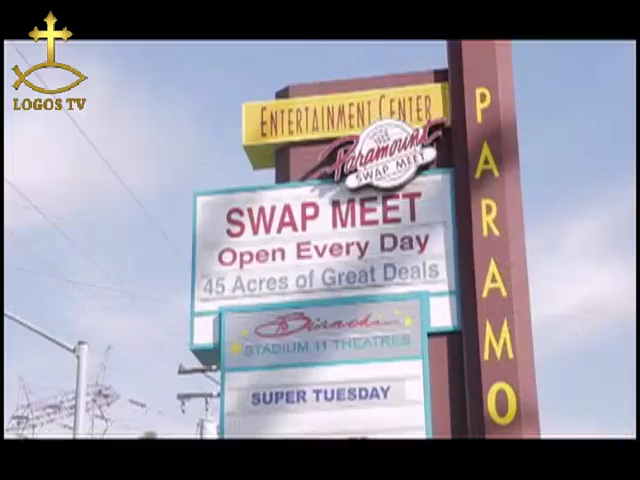 LOGOS TV
ENTERTAINMENT CENTER
Paramount
SWAP MEET
SWAP MEET
Open Every Day
45 Acres of Great Deals
Bianchi
STADIUM 11 THEATRES
SUPER TUESDAY
PARAMO